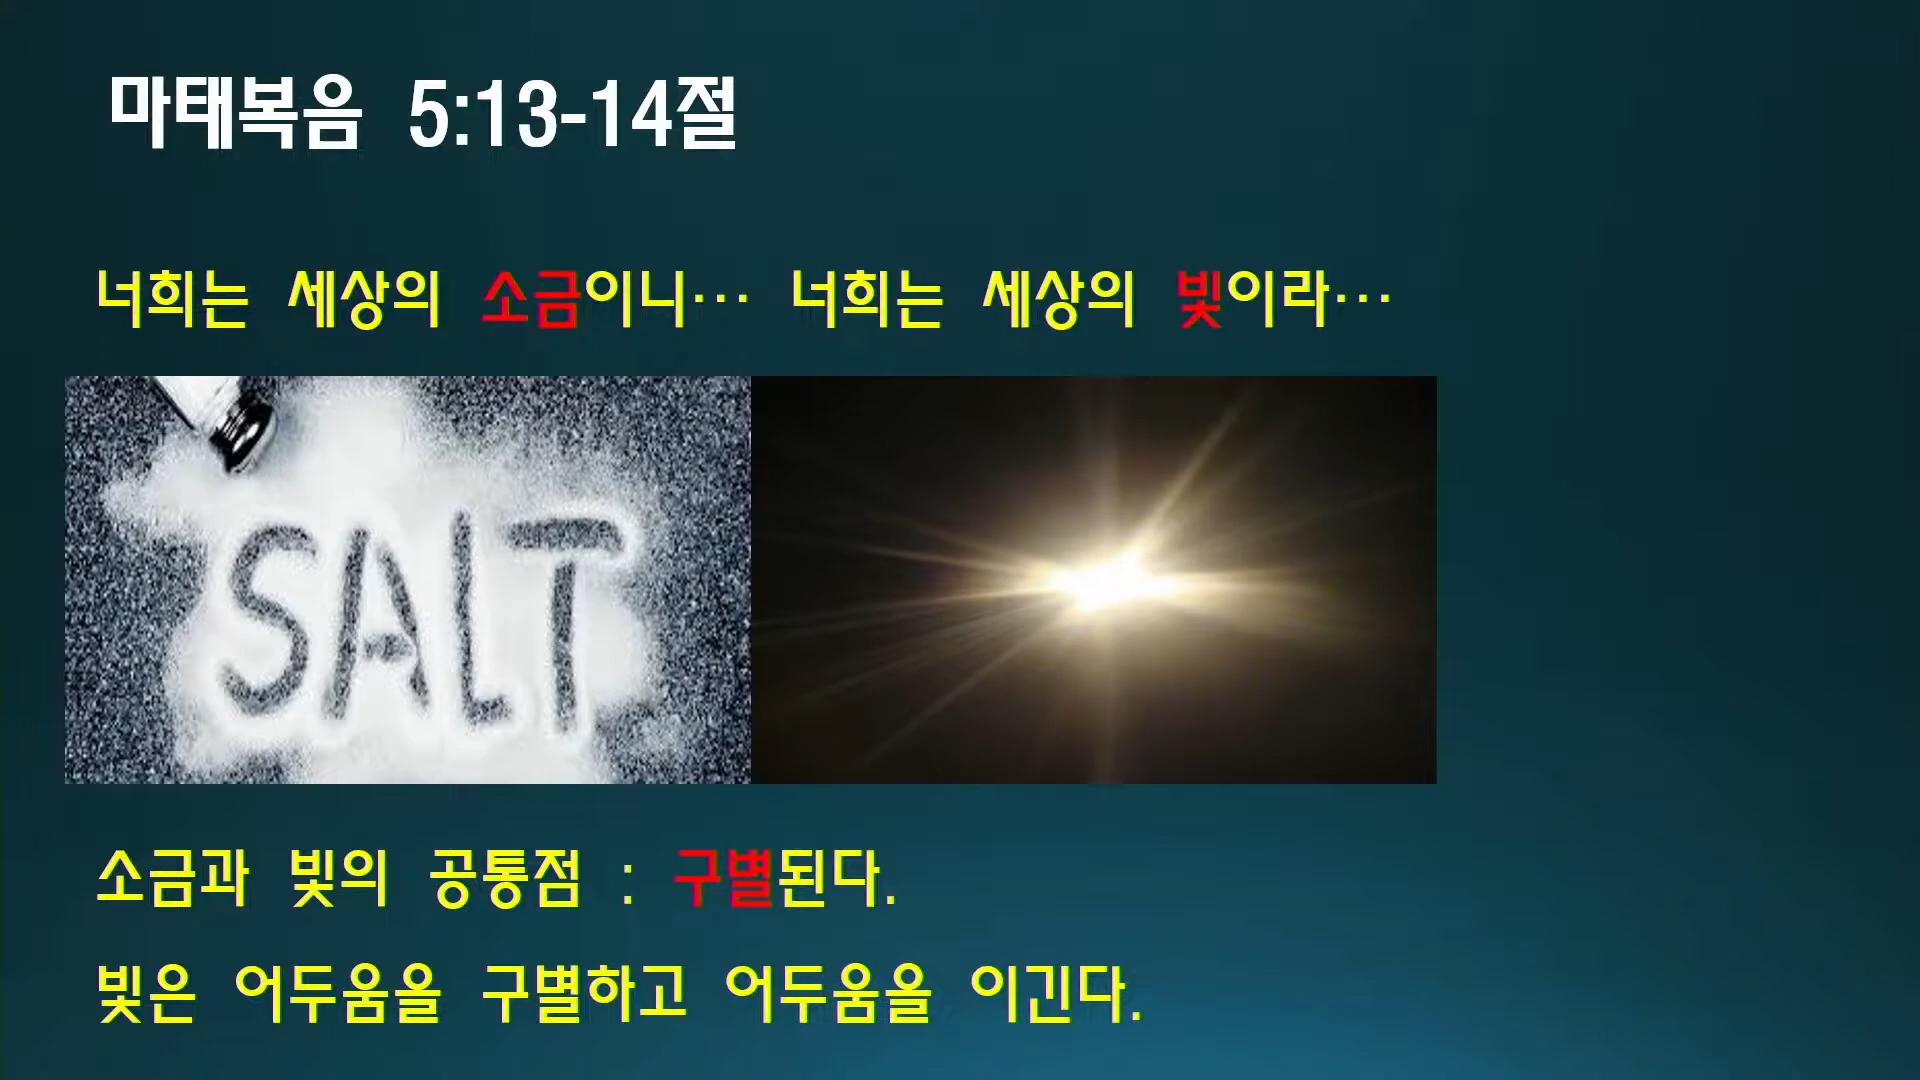 마태복음 5:13-14절
너희는 세상의 소금이니… 너희는 세상의 빛이라…
SALT
소금과 빛의 공통점 : 구별된다.
빛은 어두움을 구별하고 어두움을 이긴다.